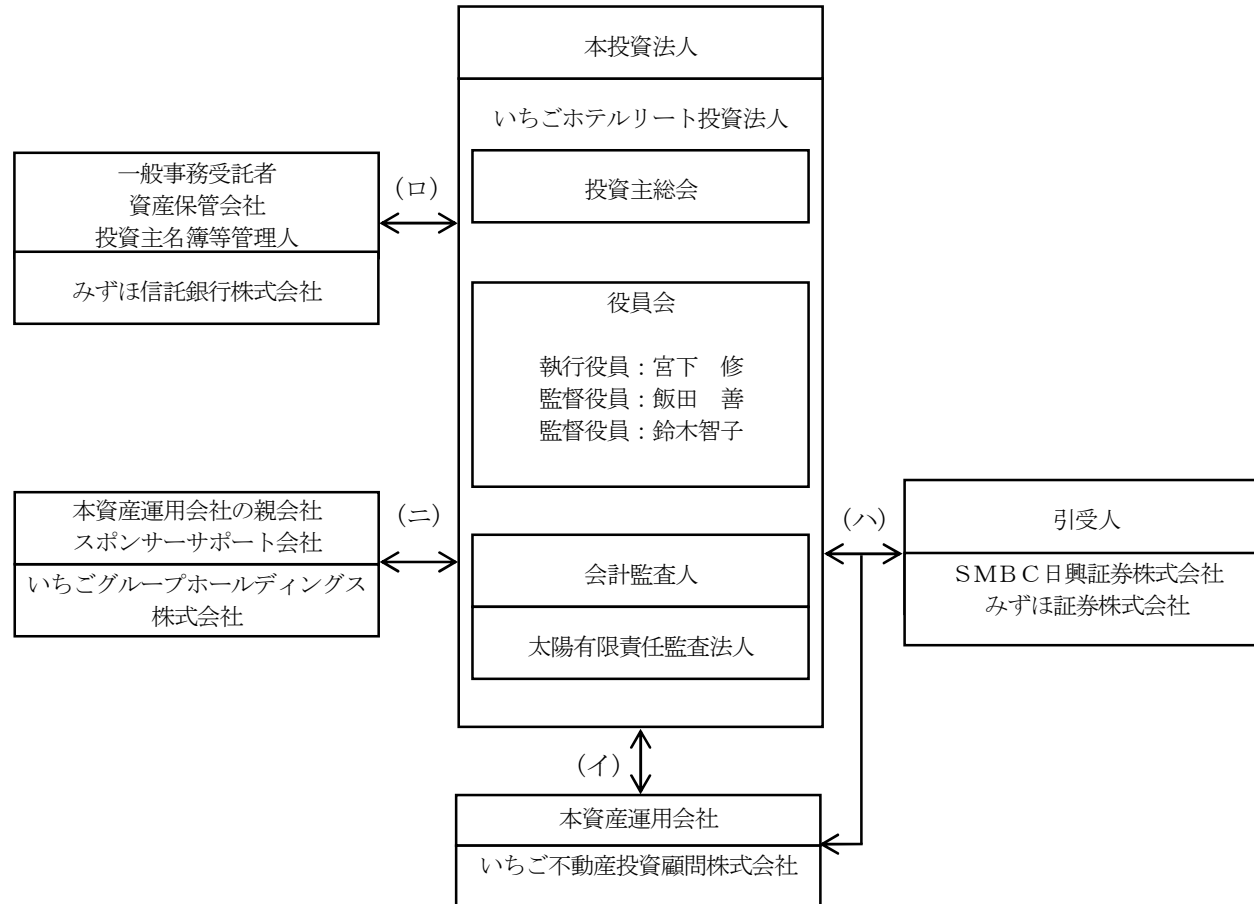 本投資法人
いちごホテルリート投資法人
投資主総会
役員会
執行役員：宮下　修
監督役員：飯田　善
監督役員：鈴木智子
会計監査人
太陽有限責任監査法人
一般事務受託者
資産保管会社
投資主名簿等管理人
みずほ信託銀行株式会社
（ロ）
本資産運用会社の親会社
スポンサーサポート会社
いちごグループホールディングス
株式会社
（ニ）
（ハ）
引受人
ＳＭＢＣ日興証券株式会社
みずほ証券株式会社
（イ）
本資産運用会社
いちご不動産投資顧問株式会社